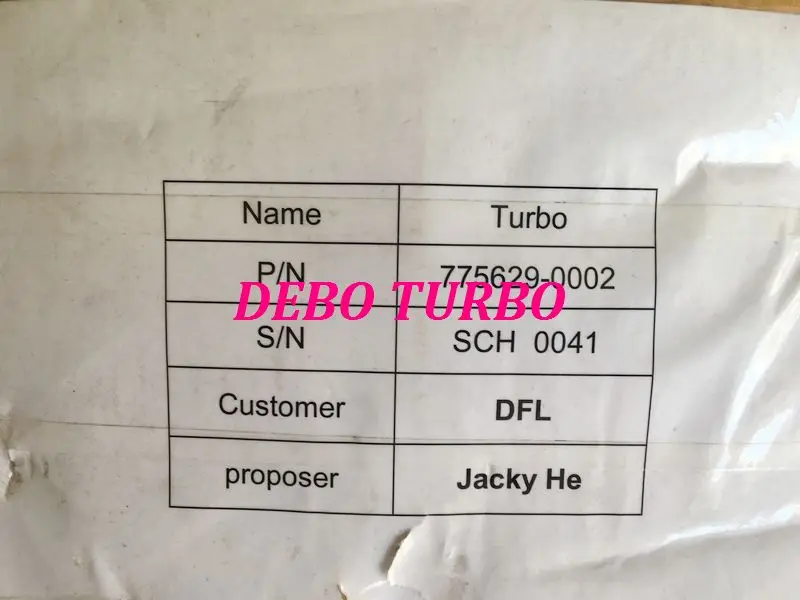 Name Turbo
P/N 775629-0002
DEBO TURBO
S/N SCH 0041
Customer DFL
proposer Jacky He